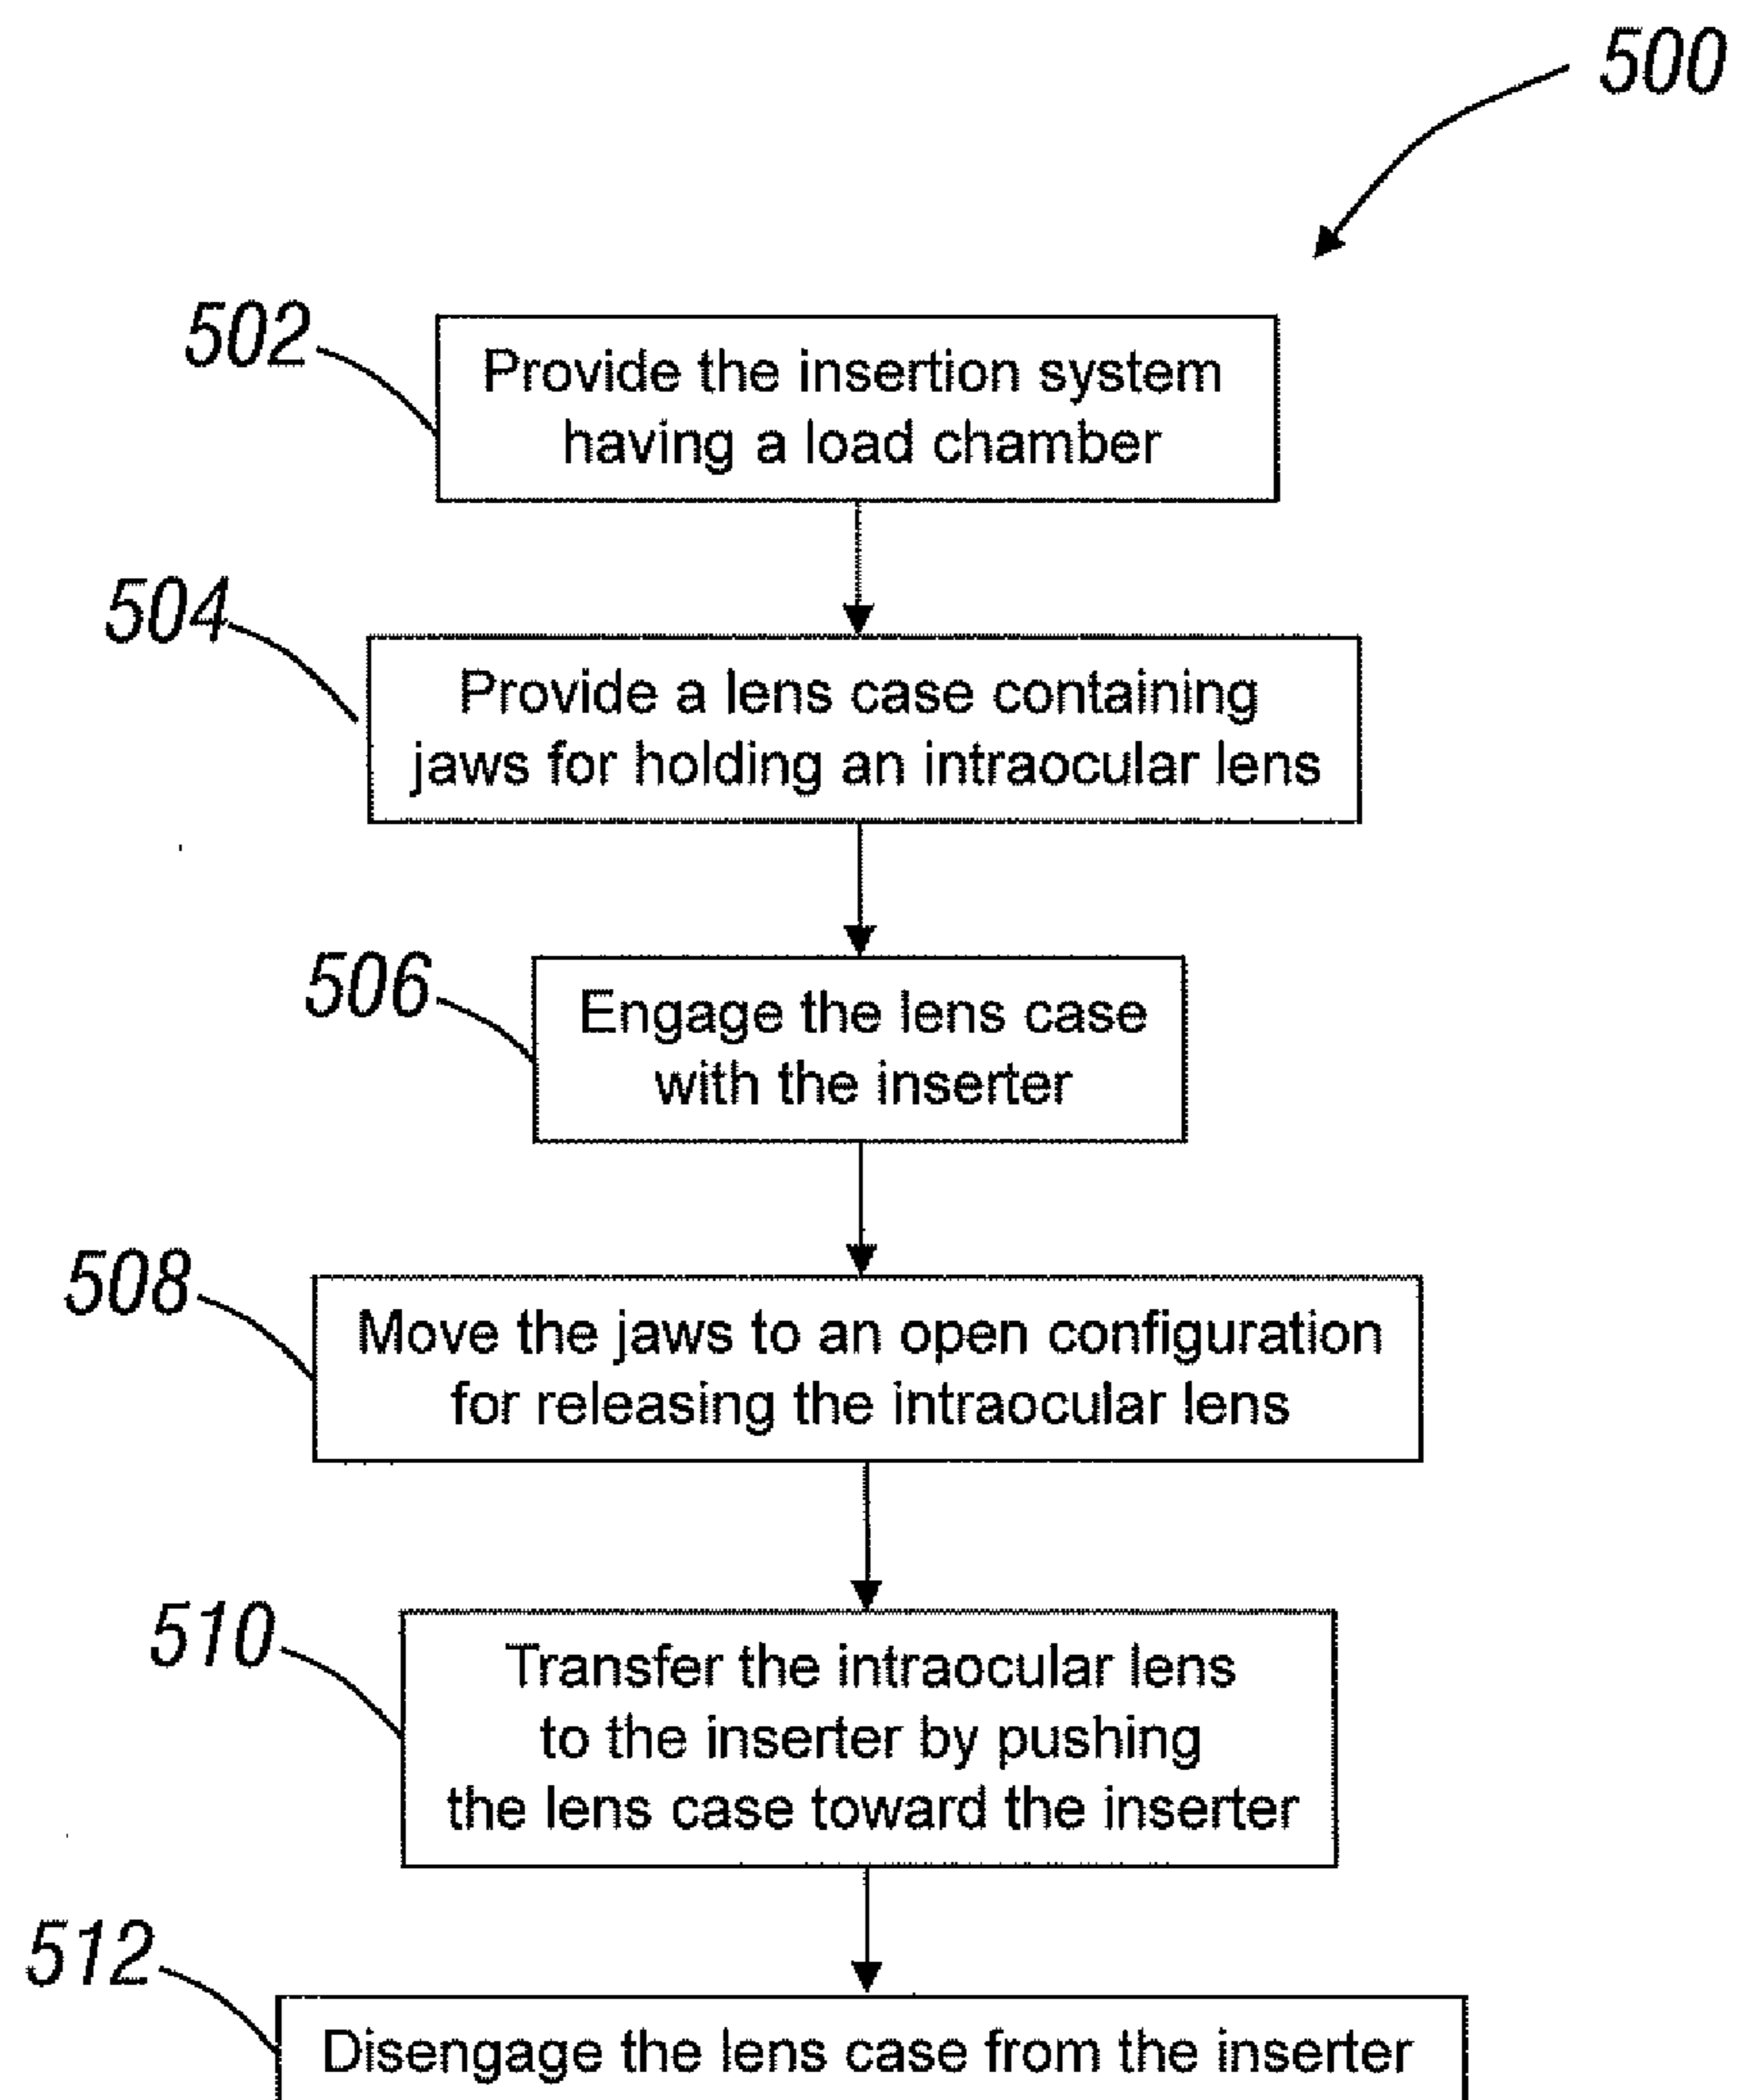 500
502
Provide the insertion system
having a load chamber
504
Provide a lens case containing
jaws for holding an intraocular lens
506
Engage the lens case
with the inserter
508
Move the jaws to an open configuration
for releasing the intraocular lens
510
Transfer the intraocular lens
to the inserter by pushing
the lens case toward the inserter
512
Disengage the lens case from the inserter